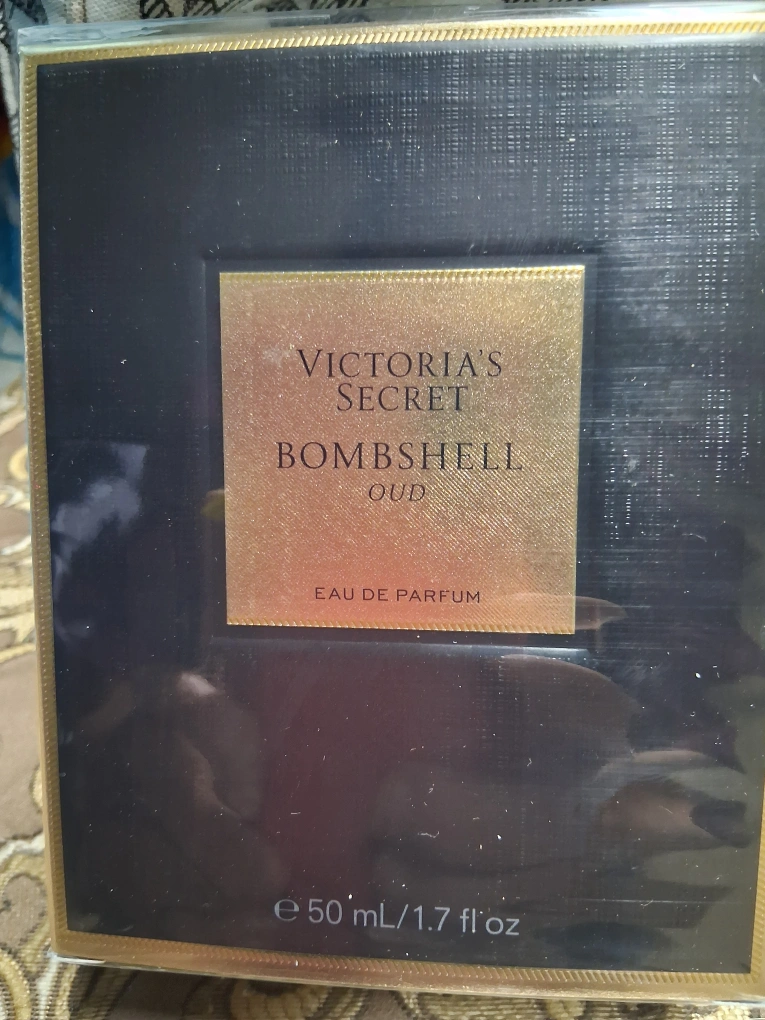 VICTORIA'S
SECRET
BOMBSHELL
OUD
EAU DE PARFUM
℮ 50 mL/1.7 fl oz